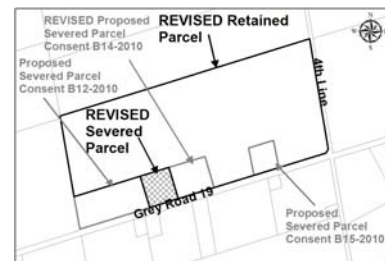 REVISED Proposed
Severed Parcel
Consent B14-2010
REVISED Retained
Parcel
Proposed
Severed Parcel
Consent B12-2010
REVISED
Severed
Parcel
4th Line
Grey Road 19
Proposed
Severed Parcel
Consent B15-2010